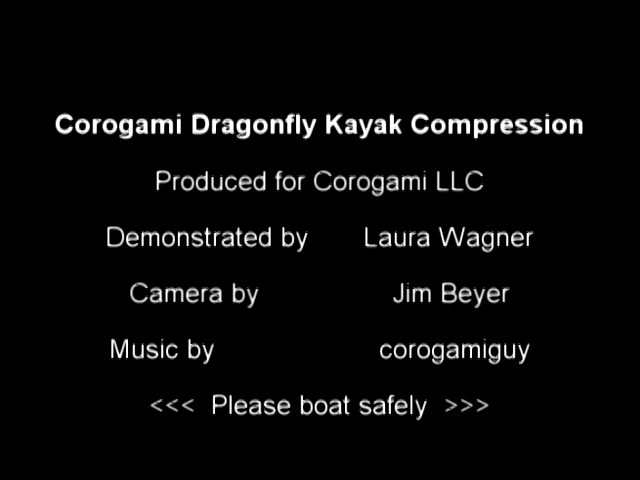 Corogami Dragonfly Kayak Compression
Produced for Corogami LLC
Demonstrated by Laura Wagner
Camera by Jim Beyer
Music by corogamiguy
<<< Please boat safely >>>